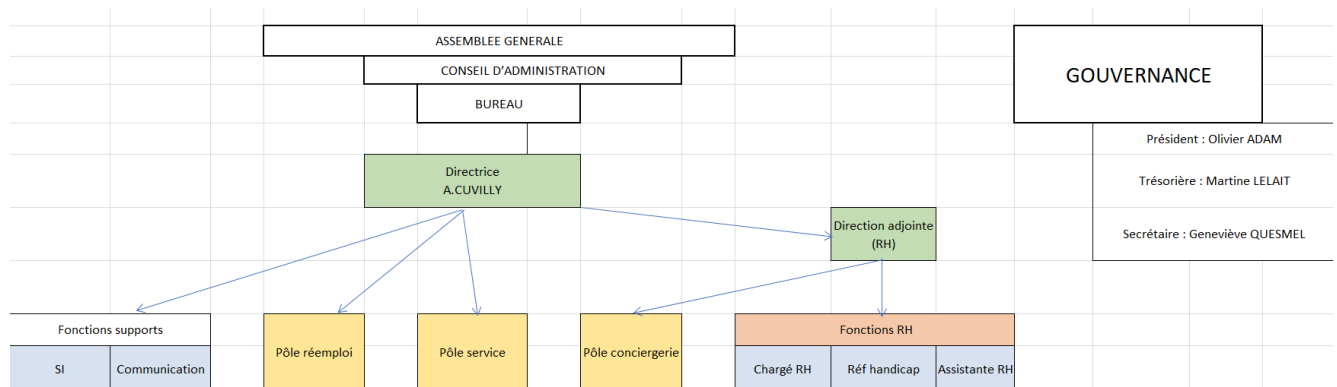 ASSEMBLEE GENERALE
CONSEIL D'ADMINISTRATION
BUREAU
GOUVERNANCE
Président : Olivier ADAM
Trésorière : Martine LELAIT
Secrétaire : Geneviève QUESMEL
Directrice
A.CUVILLY
Direction adjointe
(RH)
Fonctions supports
SI
Communication
Pôle réemploi
Pôle service
Pôle conciergerie
Fonctions RH
Chargé RH
Réf handicap
Assistante RH